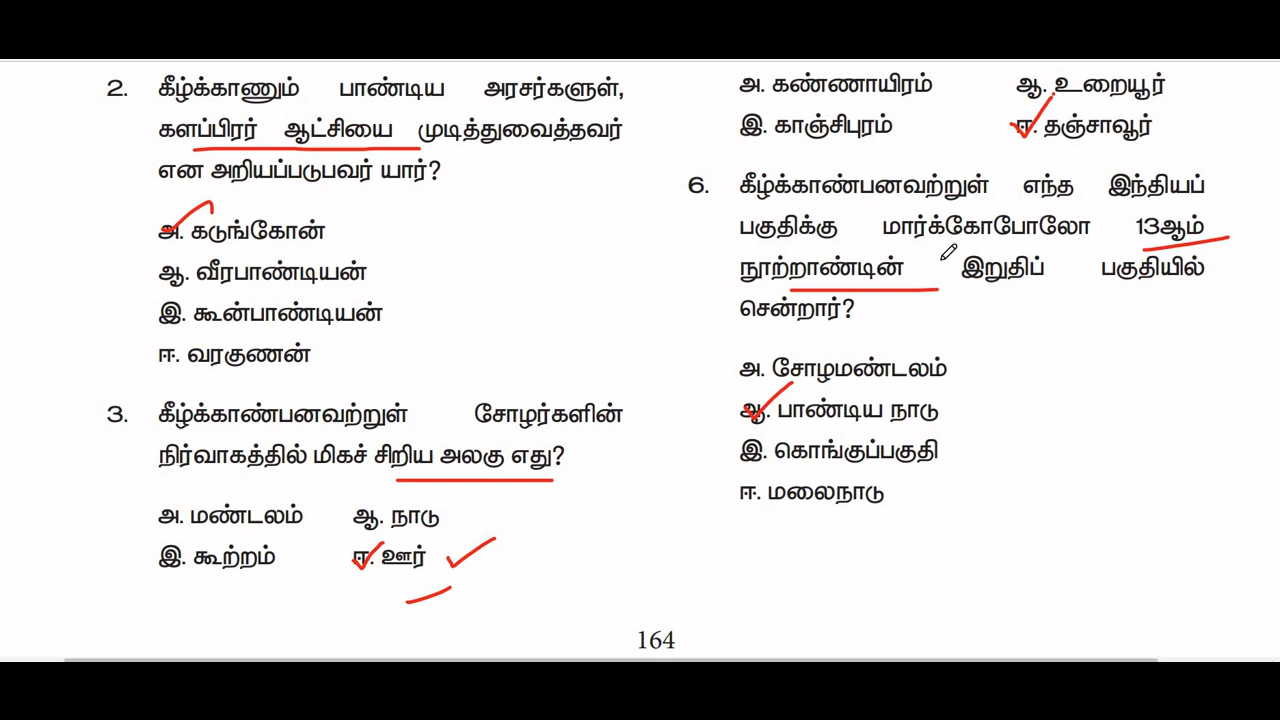 2. கீழ்க்காணும் பாண்டிய அரசர்களுள்,
களப்பிரர் ஆட்சியை முடித்துவைத்தவர்
என அறியப்படுபவர் யார்?
அ. கடுங்கோன்
ஆ. வீரபாண்டியன்
இ. கூன்பாண்டியன்
ஈ. வரகுணன்
3. கீழ்க்காண்பனவற்றுள் சோழர்களின்
நிர்வாகத்தில் மிகச் சிறிய அலகு எது?
அ. மண்டலம் ஆ. நாடு
இ. கூற்றம் ஈ. ஊர்
அ. கண்ணாயிரம் ஆ. உறையூர்
இ. காஞ்சிபுரம் ஈ. தஞ்சாவூர்
6. கீழ்க்காண்பனவற்றுள் எந்த இந்தியப்
பகுதிக்கு மார்க்கோபோலோ 13ஆம்
நூற்றாண்டின் இறுதிப் பகுதியில்
சென்றார்?
அ. சோழமண்டலம்
ஆ. பாண்டிய நாடு
இ. கொங்குப்பகுதி
ஈ. மலைநாடு
164